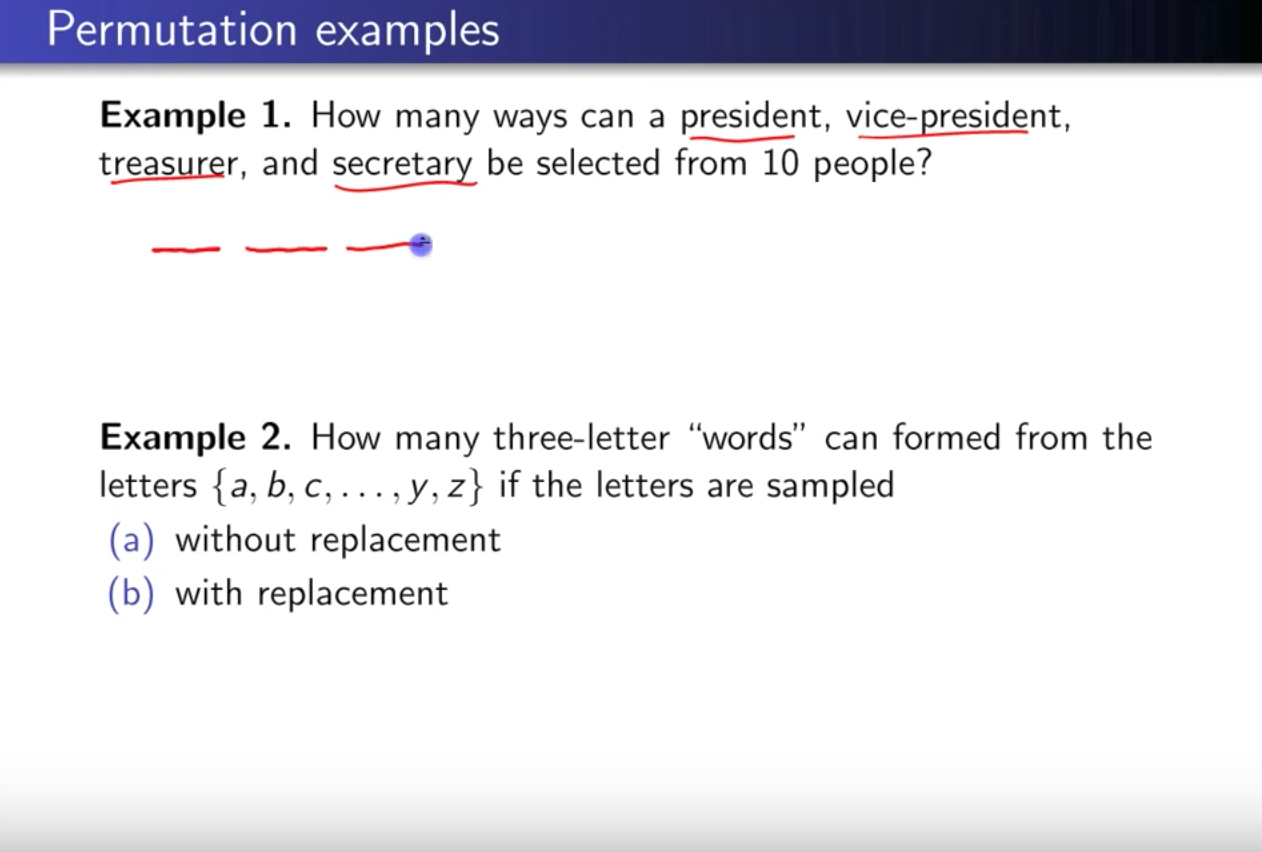 Permutation examples
Example 1. How many ways can a president, vice-president,
treasurer, and secretary be selected from 10 people?
Example 2. How many three-letter “words” can formed from the
letters {a, b, c, . . . , y, z} if the letters are sampled
(a) without replacement
(b) with replacement